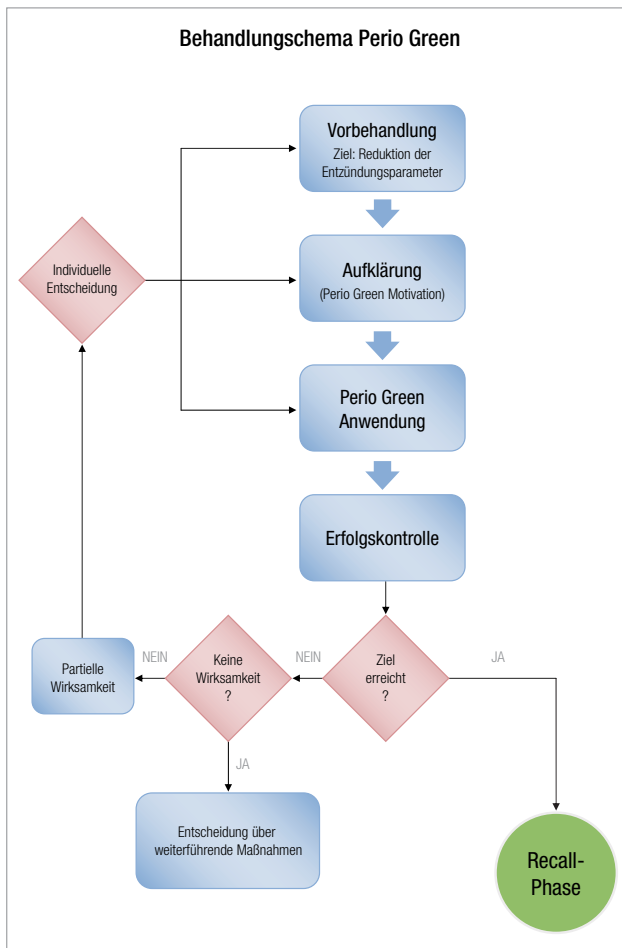 Behandlungschema Perio Green
Vorbehandlung
Ziel: Reduktion der
Entzündungsparameter
Individuelle
Entscheidung
Aufklärung
(Perio Green Motivation)
Perio Green
Anwendung
Erfolgskontrolle
Ziel
erreicht
?
JA
NEIN
Keine
Wirksamkeit
?
NEIN
Partielle
Wirksamkeit
JA
Entscheidung über
weiterführende Maßnahmen
Recall-
Phase